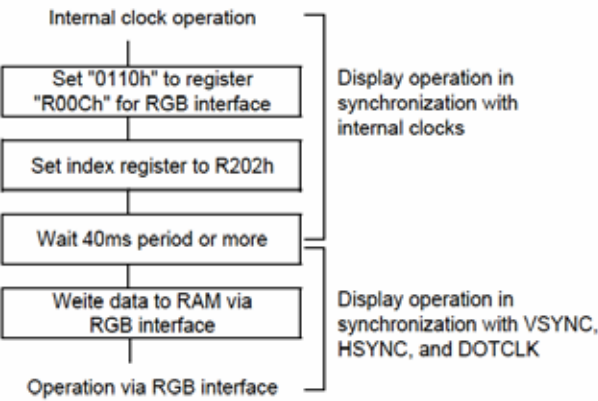 Internal clock operation
Set "0110h" to register
"R00Ch" for RGB interface
Set index register to R202h
Wait 40ms period or more
Weite data to RAM via
RGB interface
Operation via RGB interface
Display operation in
synchronization with
internal clocks
Display operation in
synchronization with VSYNC,
HSYNC, and DOTCLK